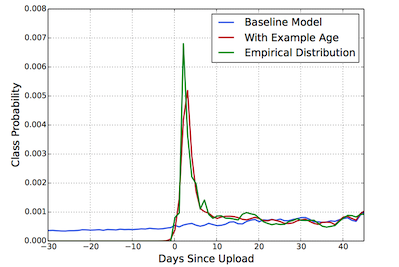 0.008
0.007
0.006
0.005
0.004
0.003
0.002
0.001
0.000
Class Probability
Baseline Model
With Example Age
Empirical Distribution
−30 −20 −10 0 10 20 30 40
Days Since Upload